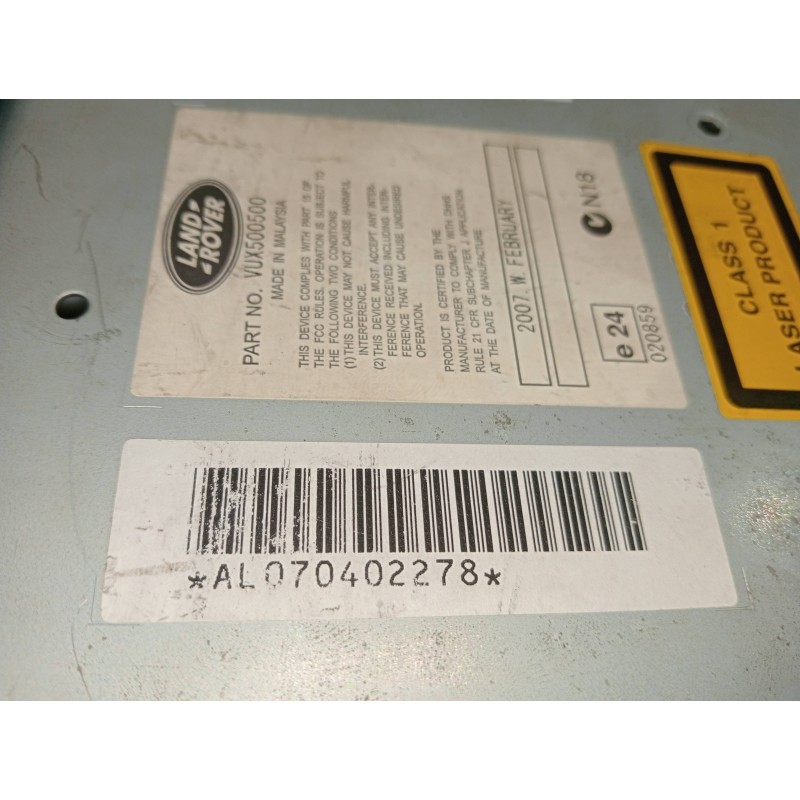 LAND
ROVER
PART NO. VUX500500
MADE IN MALAYSIA
THIS DEVICE COMPLIES WITH PART 15 OF
THE FCC RULES. OPERATION IS SUBJECT TO
THE FOLLOWING TWO CONDITIONS
(1) THIS DEVICE MAY NOT CAUSE HARMFUL
INTERFERENCE.
(2) THIS DEVICE MUST ACCEPT ANY INTER-
FERENCE RECEIVED INCLUDING INTER-
FERENCE THAT MAY CAUSE UNDESIRED
OPERATION.
PRODUCT IS CERTIFIED BY THE
MANUFACTURER TO COMPLY WITH DHHS
RULE 21 CFR SUBCHAPTER J APPLICATION
AT THE DATE OF MANUFACTURE
2007. W. FEBRUARY
e 24
020859
N18
CLASS 1
LASER PRODUCT
*AL070402278*